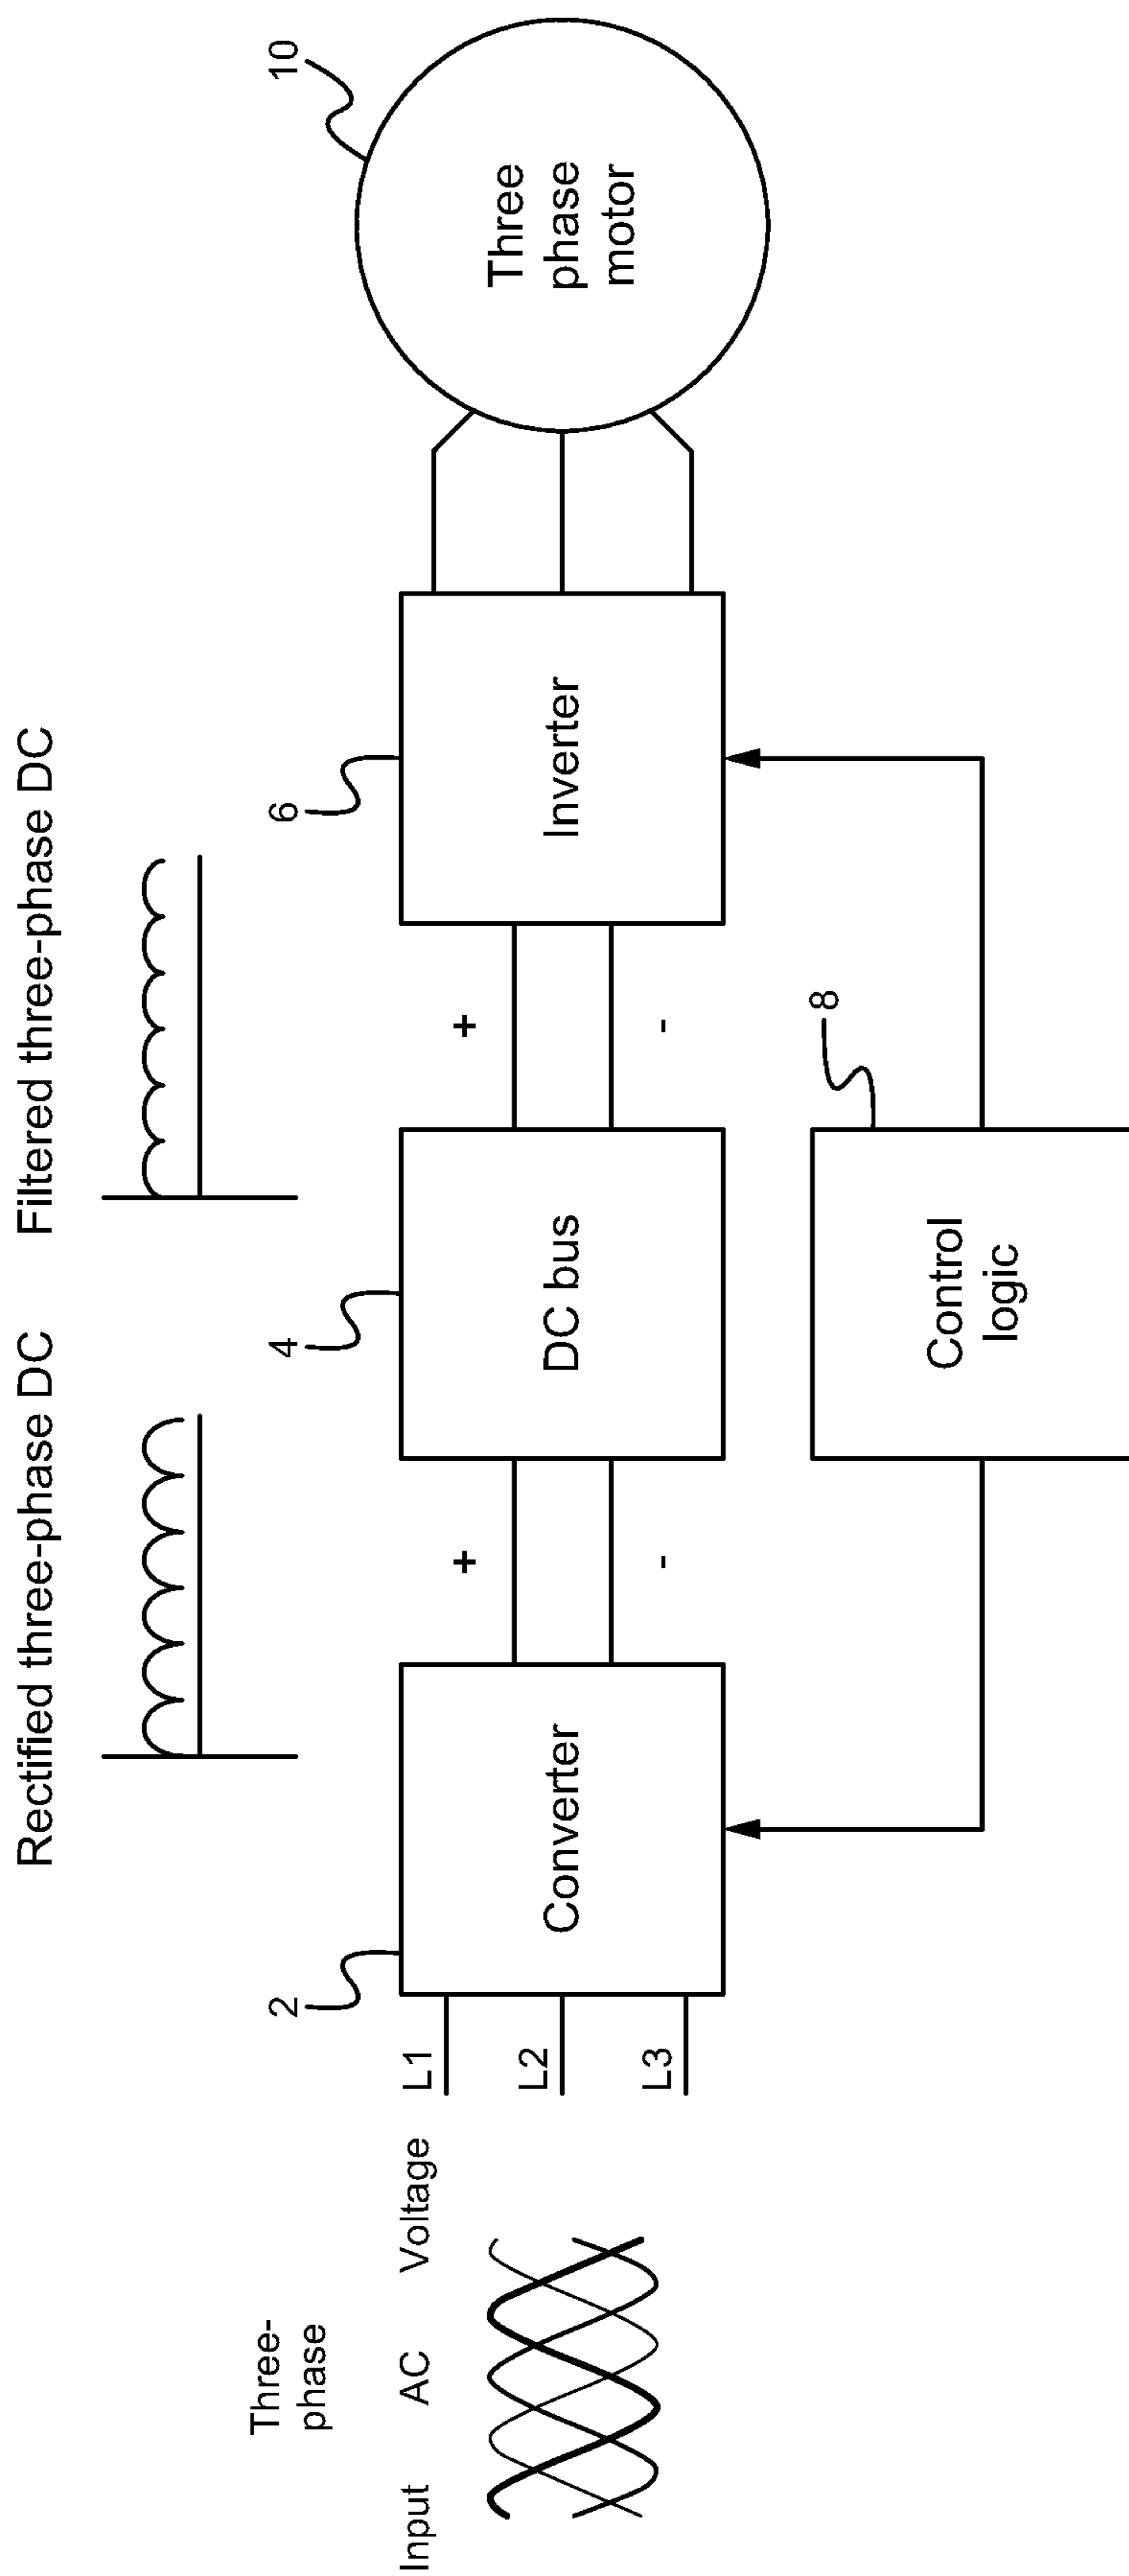 Rectified three-phase DC
Filtered three-phase DC
Three-
phase
Input AC Voltage
L1
L2
L3
2
Converter
+
-
4
DC bus
+
-
6
Inverter
10
Three
phase
motor
8
Control
logic